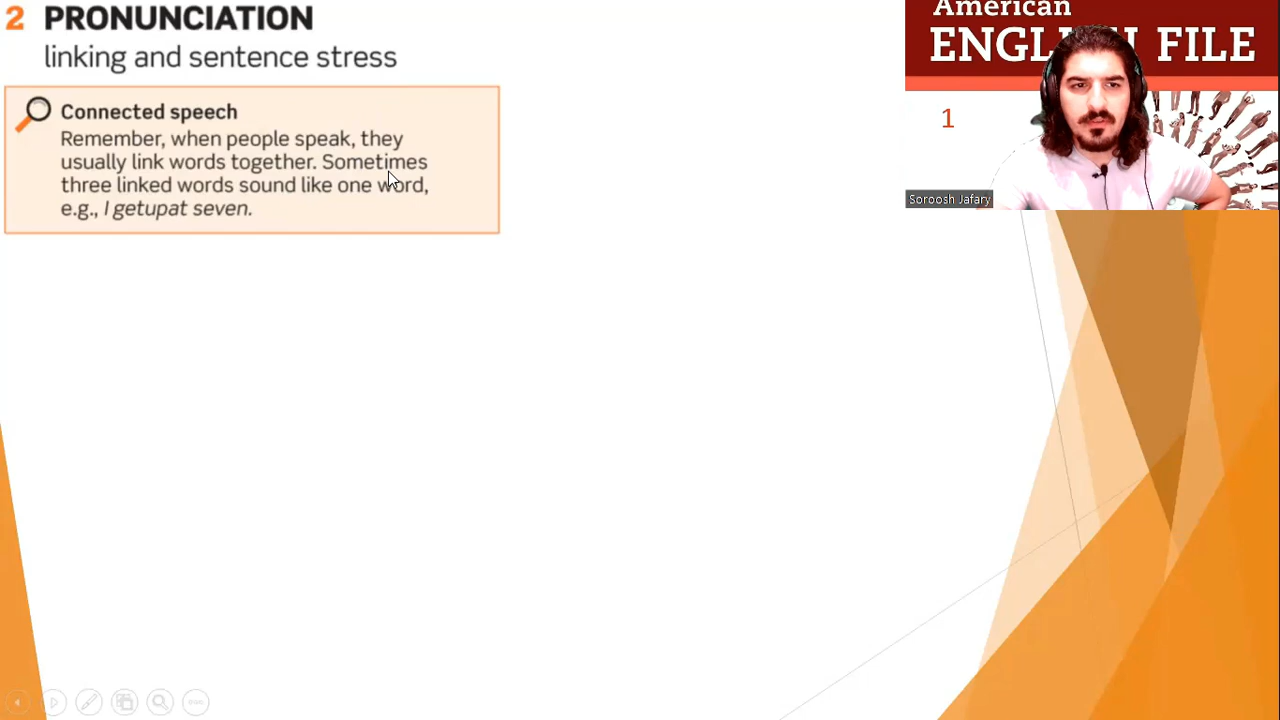 2 PRONUNCIATION
linking and sentence stress
Connected speech
Remember, when people speak, they
usually link words together. Sometimes
three linked words sound like one word,
e.g., I getupat seven.
American
ENGL FILE
1
Soroosh Jafary